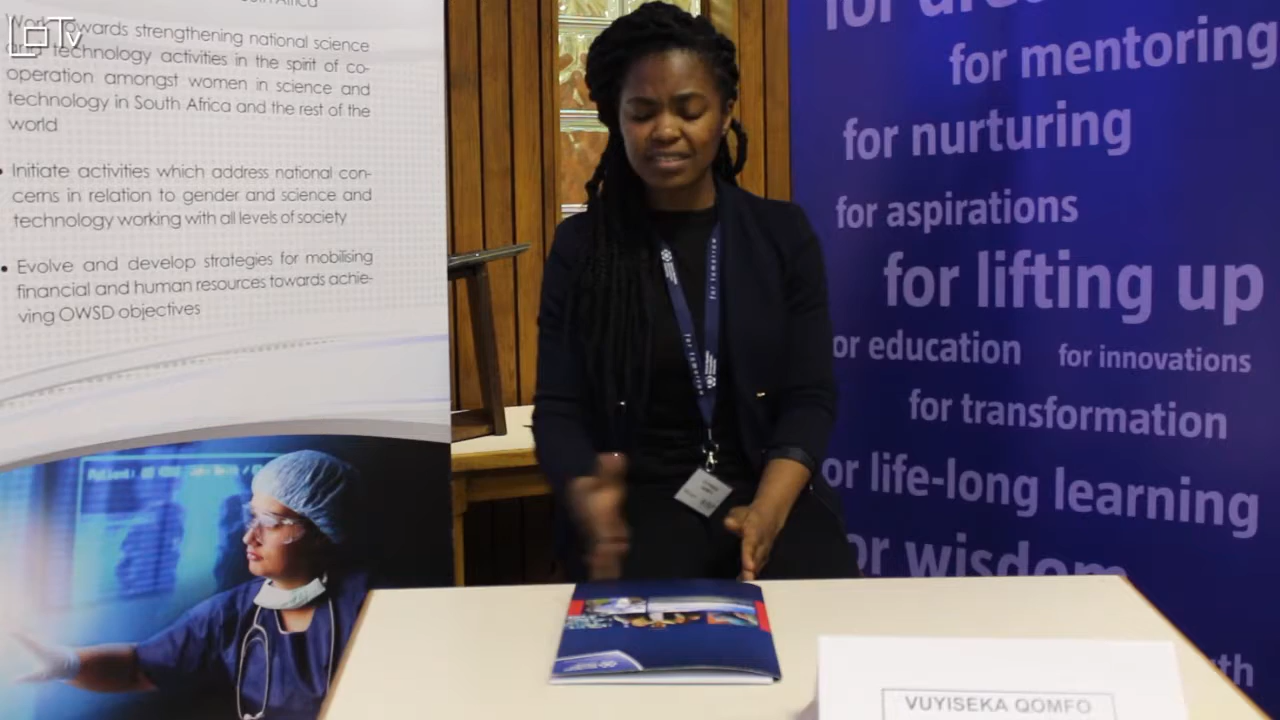 Work towards strengthening national science
and technology activities in the spirit of co-
operation amongst women in science and
technology in South Africa and the rest of the
world
• Initiate activities which address national con-
cerns in relation to gender and science and
technology working with all levels of society
• Evolve and develop strategies for mobilising
financial and human resources towards achie-
ving OWSD objectives
for mentoring
for nurturing
for aspirations
for lifting up
or education for innovations
for transformation
or life-long learning
or wisdom
for tomorrow
VUYISEKA QOMFO